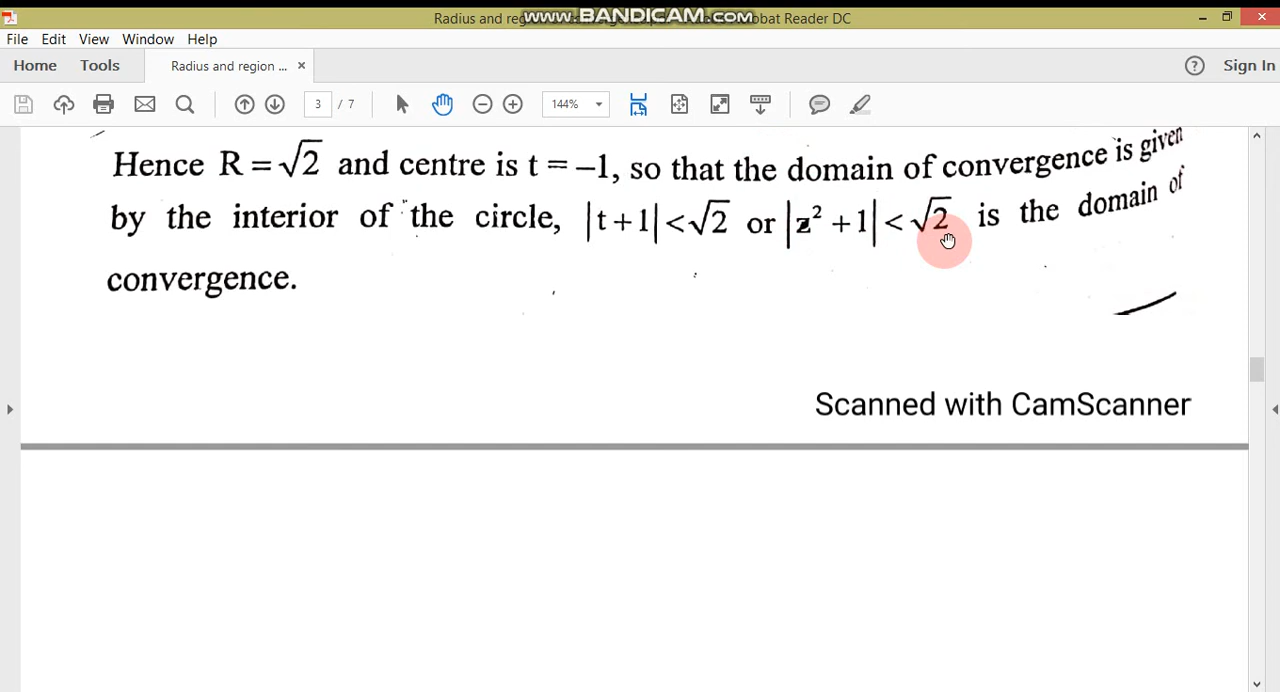 Radius and reg www.BANDICAM.com bat Reader DC
File Edit View Window Help
Home Tools Radius and region ... × ? Sign In
3 / 7 144%
Hence R = √2 and centre is t = −1, so that the domain of convergence is given
by the interior of the circle, |t + 1| < √2 or |z² + 1| < √2 is the domain of
convergence.
Scanned with CamScanner